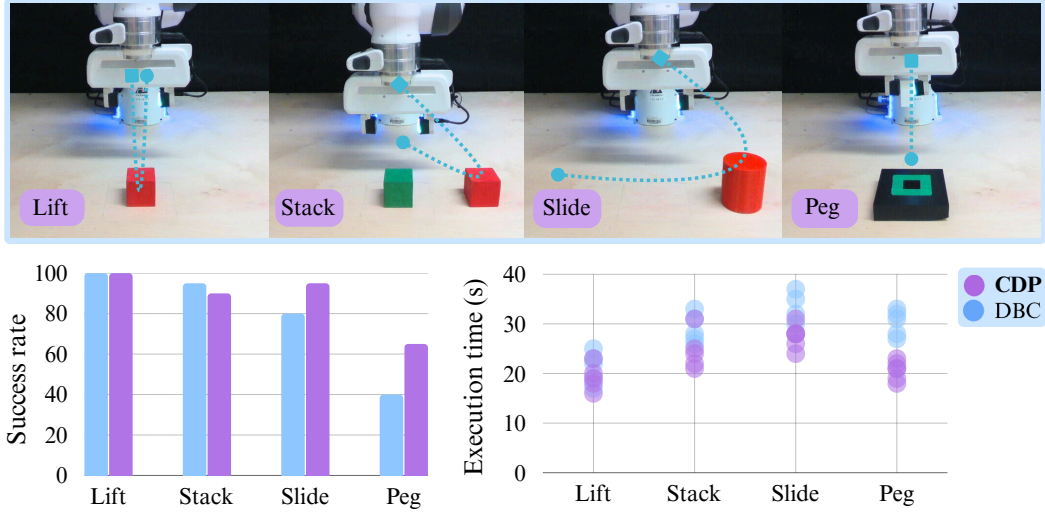 Lift
Stack
Slide
Peg
100
80
60
40
20
0
Success rate
Lift
Stack
Slide
Peg
40
30
20
10
0
Execution time (s)
Lift
Stack
Slide
Peg
CDP
DBC